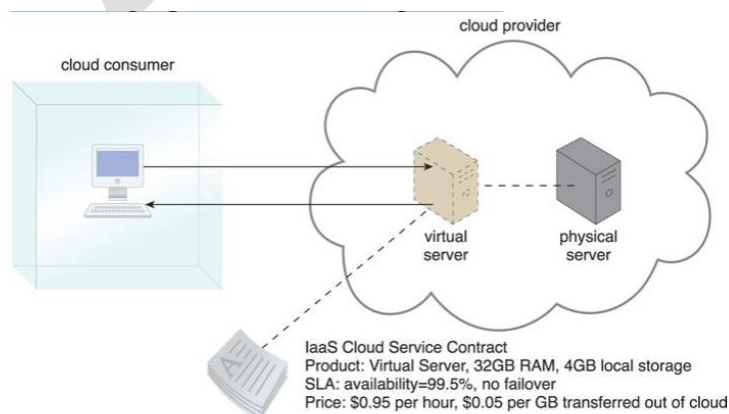 cloud provider
cloud consumer
virtual
server
physical
server
IaaS Cloud Service Contract
Product: Virtual Server, 32GB RAM, 4GB local storage
SLA: availability=99.5%, no failover
Price: $0.95 per hour, $0.05 per GB transferred out of cloud